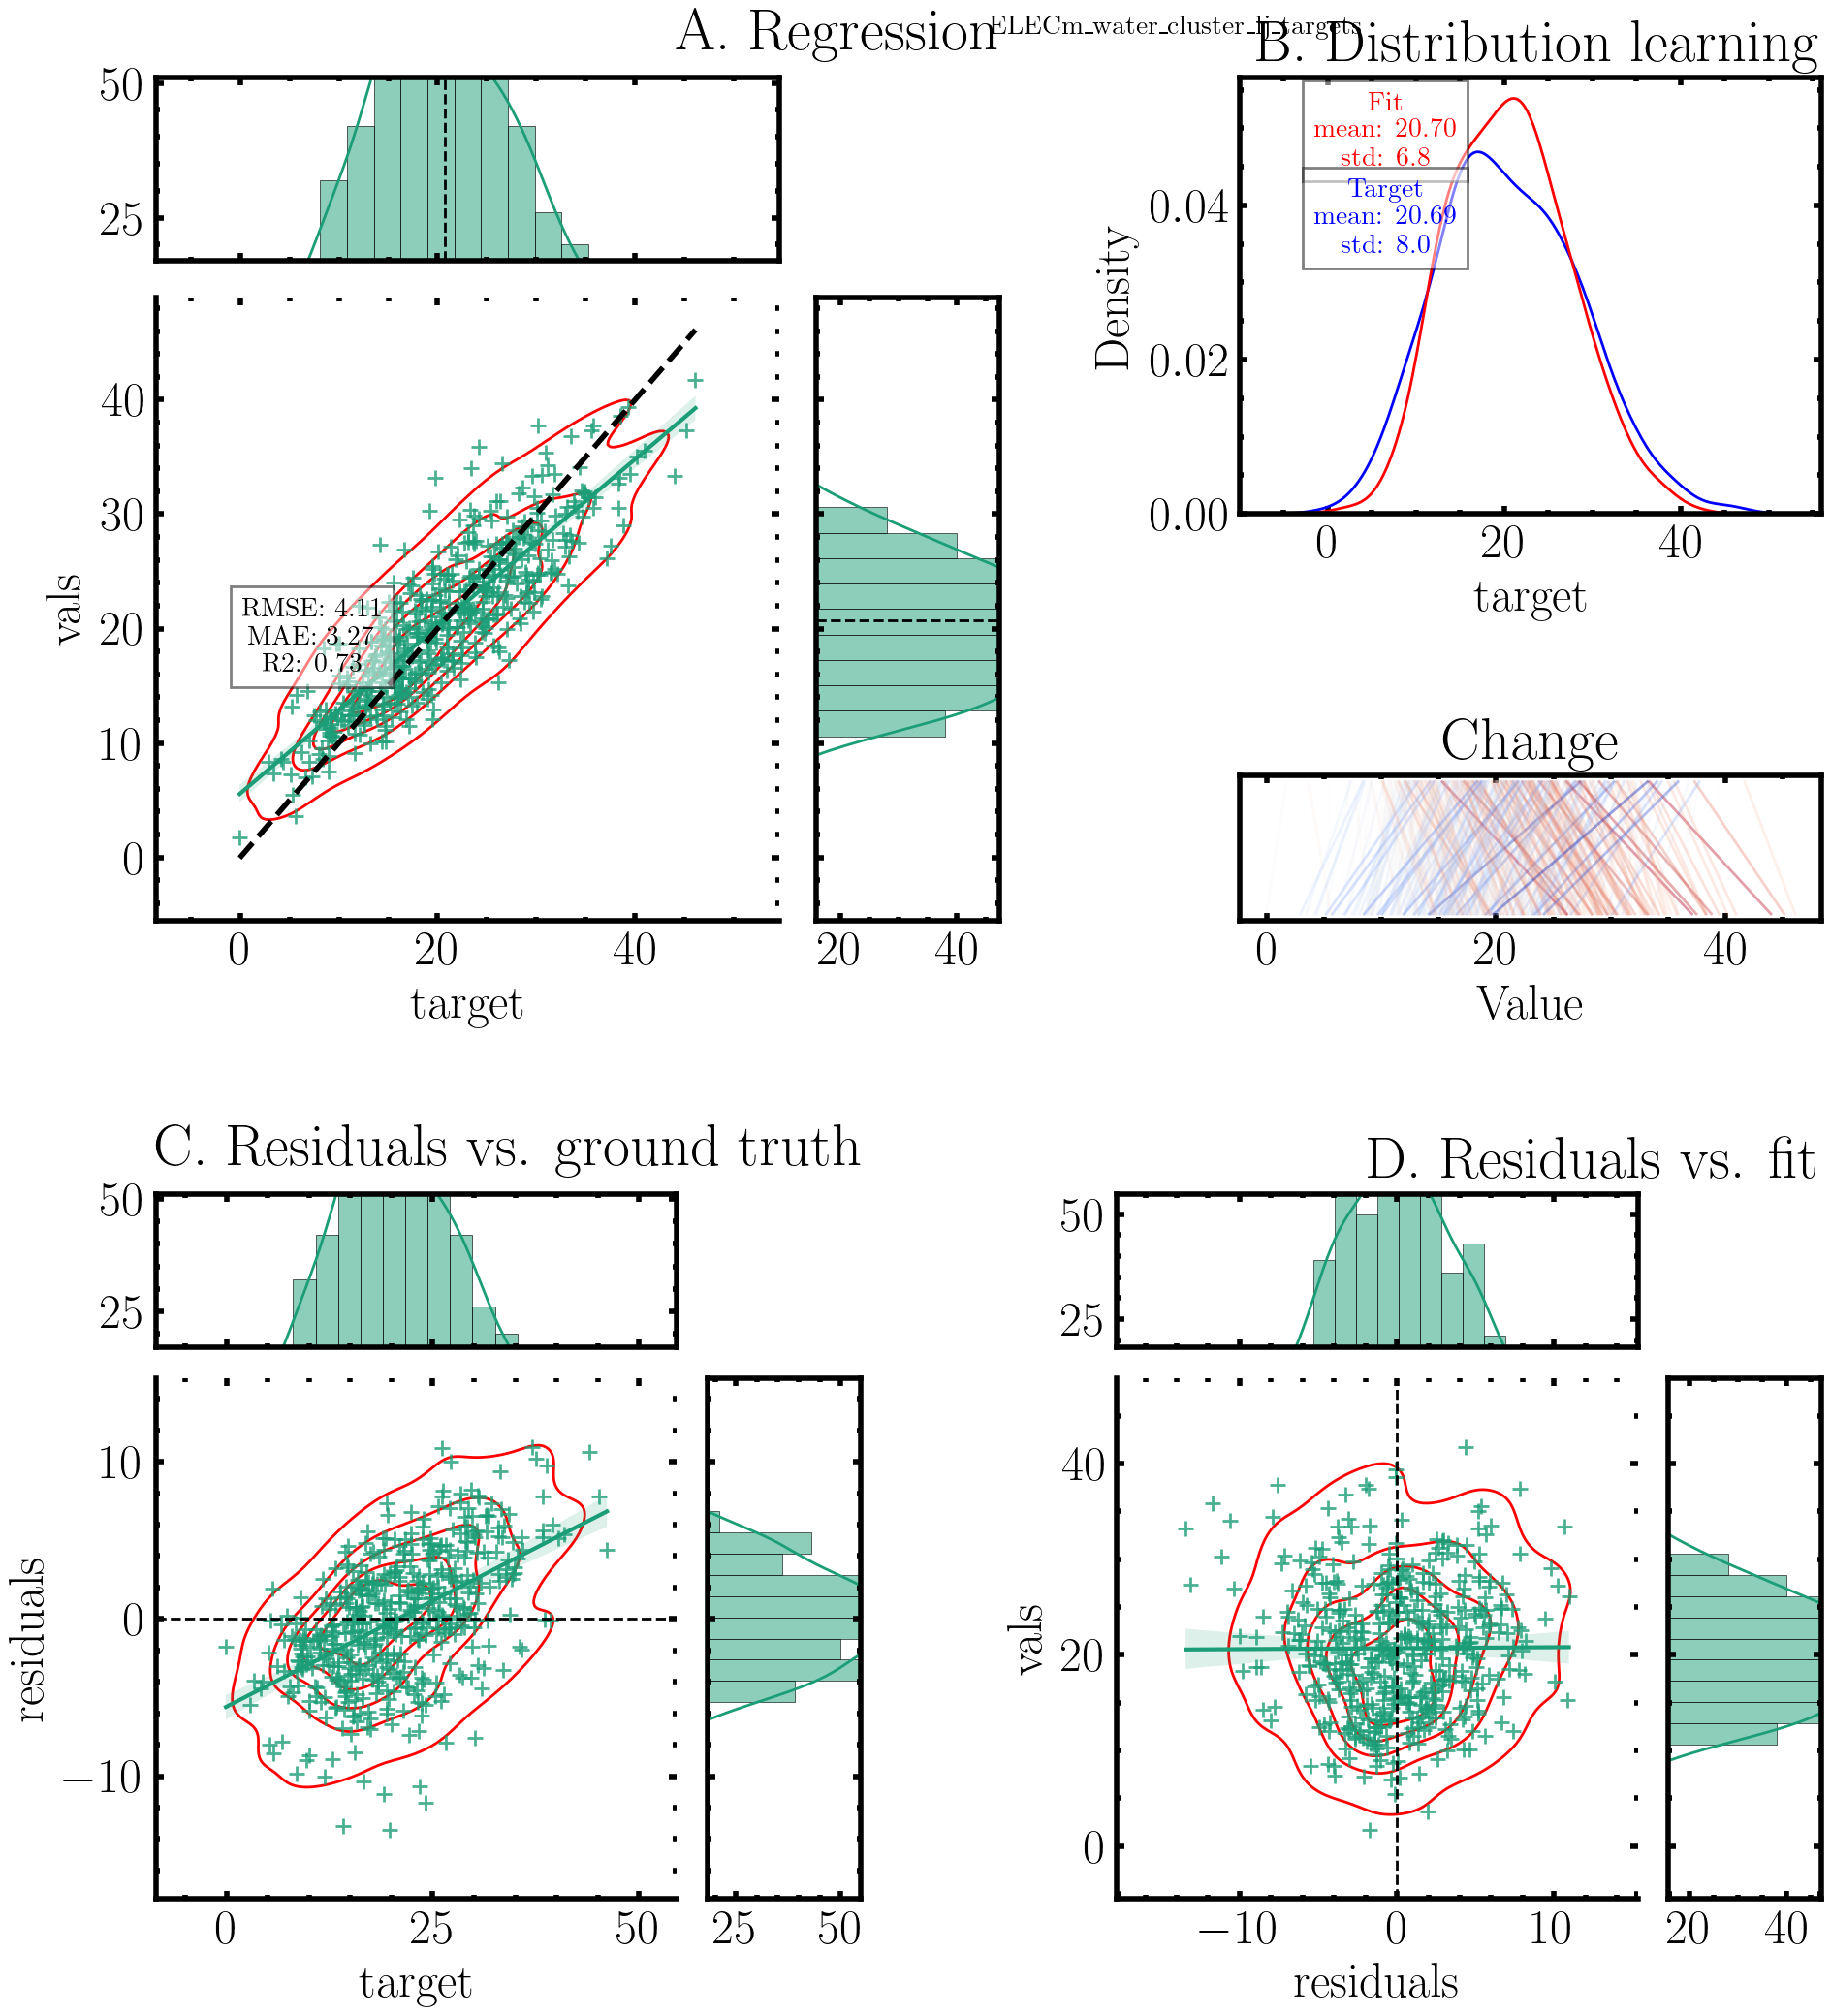 A. Regression
ELECm_water_cluster_lj_targets
B. Distribution learning
50
25
vals
40
30
20
10
0
RMSE: 4.11
MAE: 3.27
R2: 0.73
0 20 40
target
20 40
Density
0.04
0.02
0.00
Fit
mean: 20.70
std: 6.8
Target
mean: 20.69
std: 8.0
0 20 40
target
Change
0 20 40
Value
C. Residuals vs. ground truth
50
25
residuals
10
0
−10
0 25 50
target
25 50
D. Residuals vs. fit
50
25
vals
40
20
0
−10 0 10
residuals
20 40